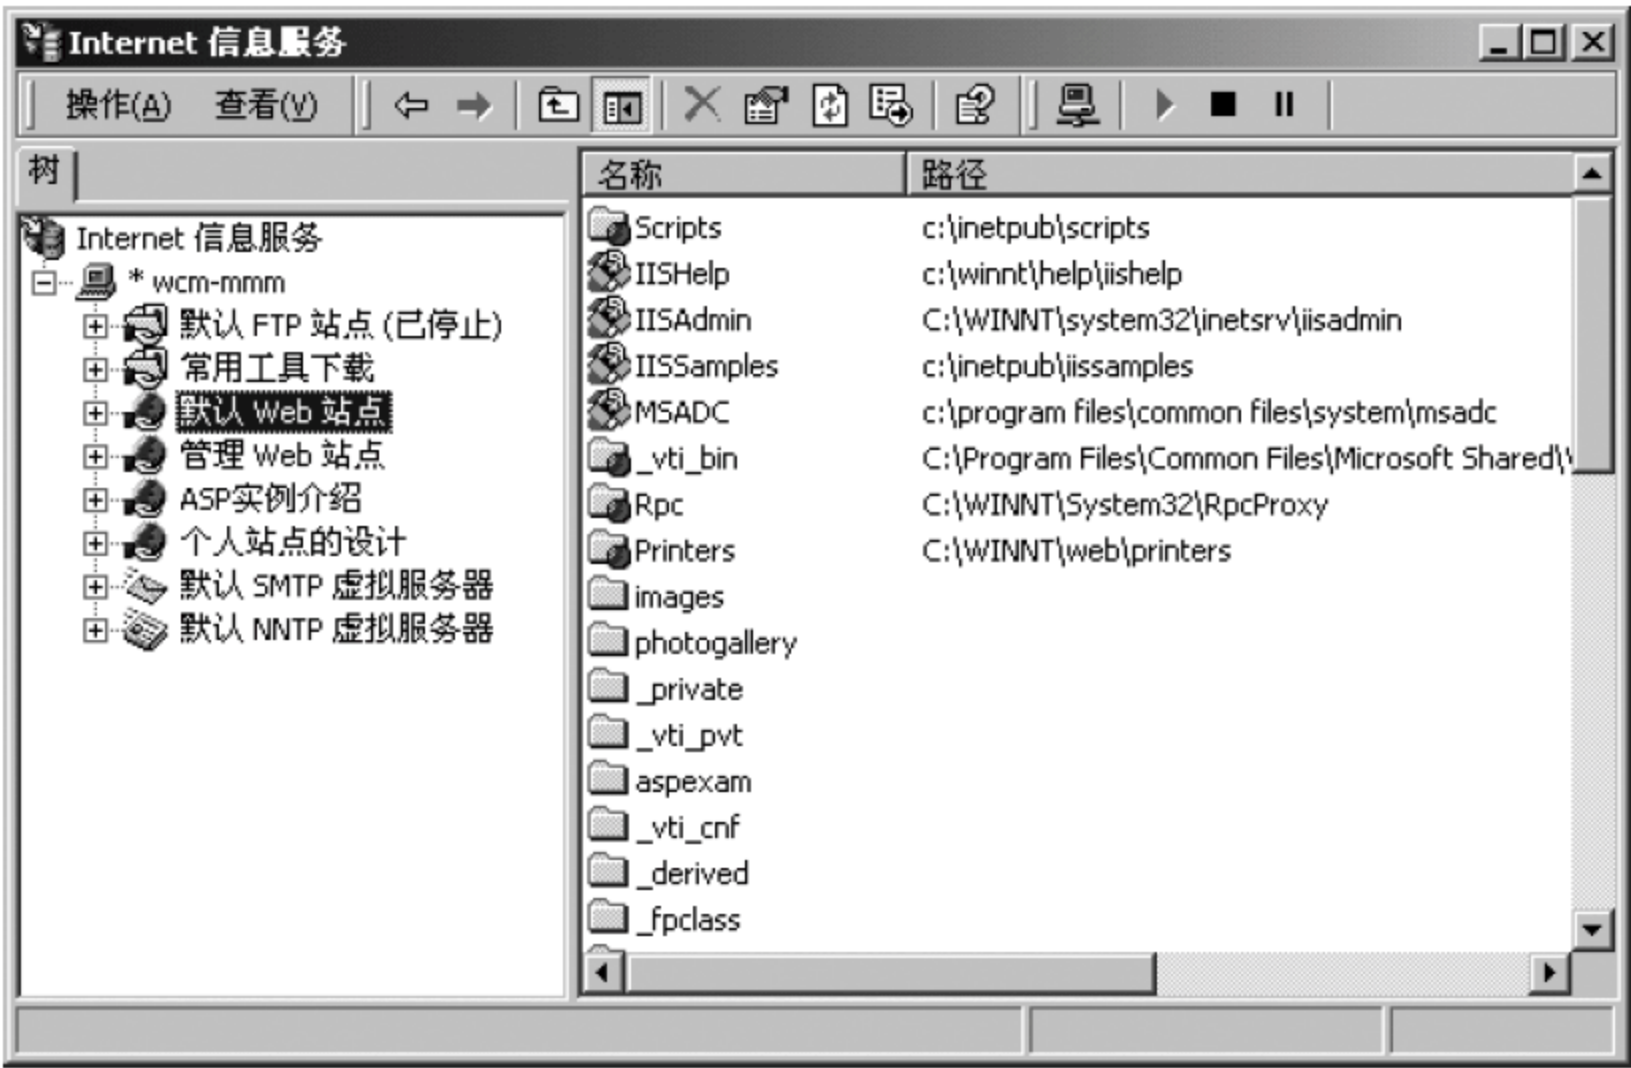 Internet 信息服务
操作(A) 查看(V)
树
Internet 信息服务
* wcm-mmm
默认 FTP 站点 (已停止)
常用工具下载
默认 Web 站点
管理 Web 站点
ASP实例介绍
个人站点的设计
默认 SMTP 虚拟服务器
默认 NNTP 虚拟服务器
名称 路径
Scripts c:\inetpub\scripts
IISHelp c:\winnt\help\iishelp
IISAdmin C:\WINNT\system32\inetsrv\iisadmin
IISSamples c:\inetpub\iissamples
MSADC c:\program files\common files\system\msadc
_vti_bin C:\Program Files\Common Files\Microsoft Shared\
Rpc C:\WINNT\System32\RpcProxy
Printers C:\WINNT\web\printers
images
photogallery
_private
_vti_pvt
aspexam
_vti_cnf
_derived
_fpclass